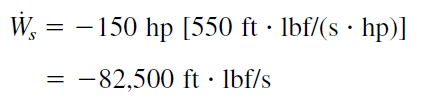 Ẇₛ = −150 hp [550 ft · lbf/(s · hp)]
= −82,500 ft · lbf/s